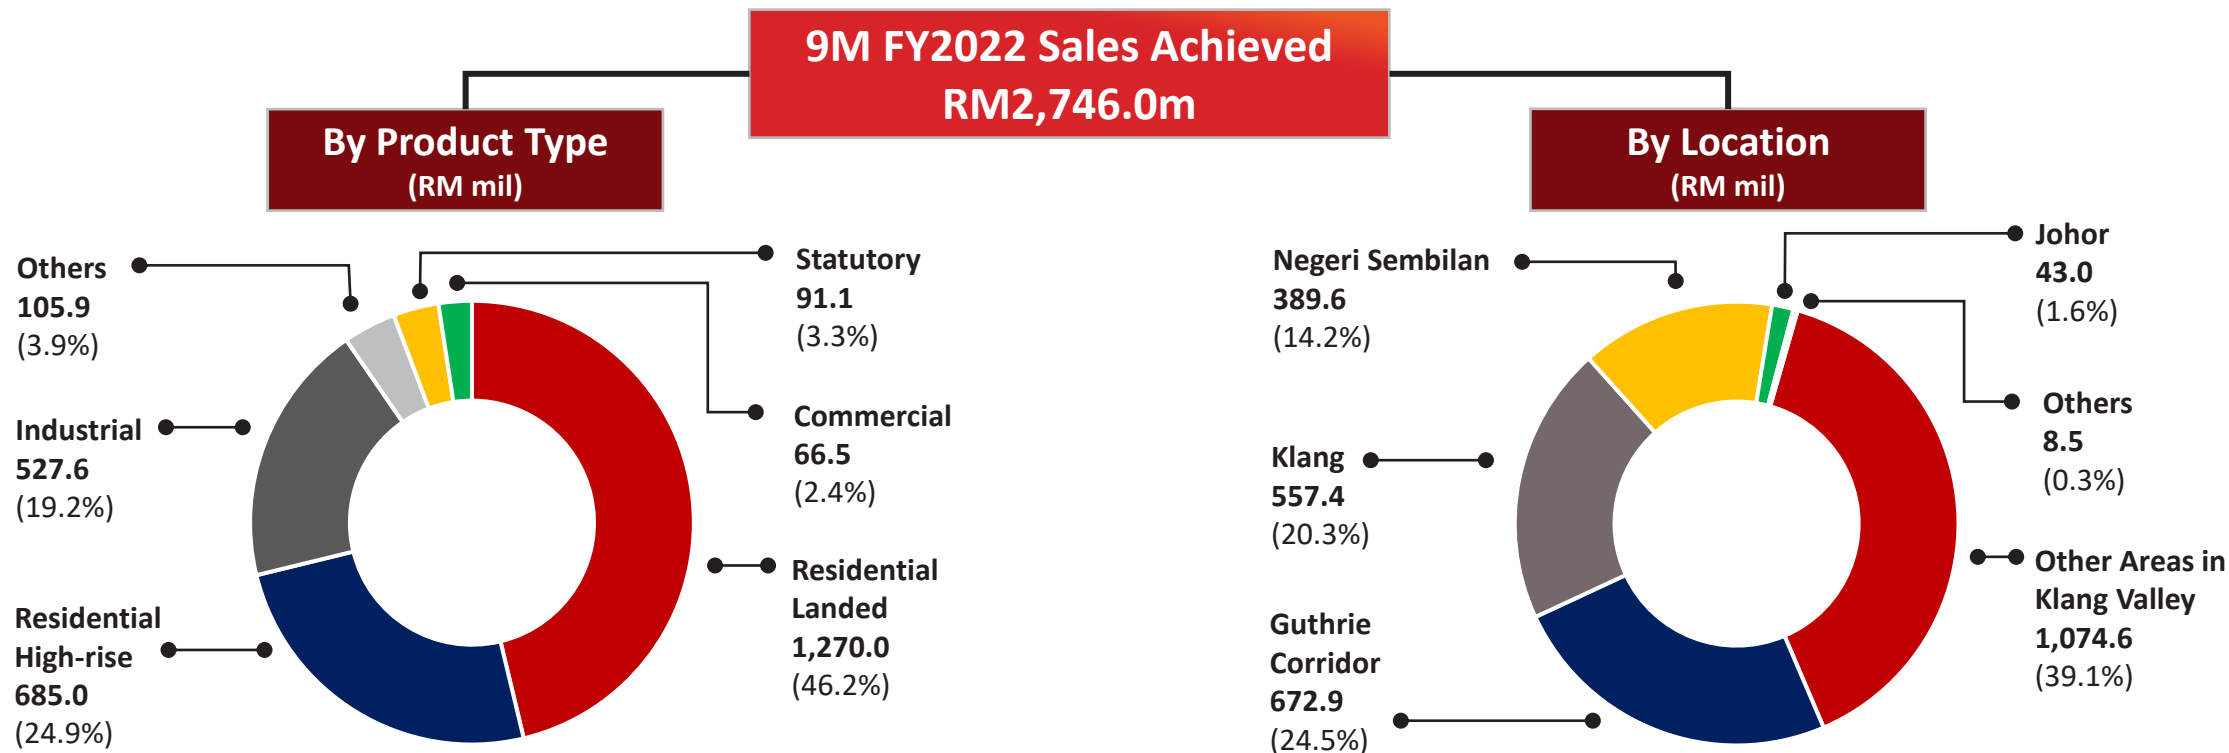 9M FY2022 Sales Achieved
RM2,746.0m
By Product Type
(RM mil)
Others
105.9
(3.9%)
Statutory
91.1
(3.3%)
Industrial
527.6
(19.2%)
Commercial
66.5
(2.4%)
Residential
High-rise
685.0
(24.9%)
Residential
Landed
1,270.0
(46.2%)
By Location
(RM mil)
Negeri Sembilan
389.6
(14.2%)
Johor
43.0
(1.6%)
Others
8.5
(0.3%)
Klang
557.4
(20.3%)
Guthrie
Corridor
672.9
(24.5%)
Other Areas in
Klang Valley
1,074.6
(39.1%)